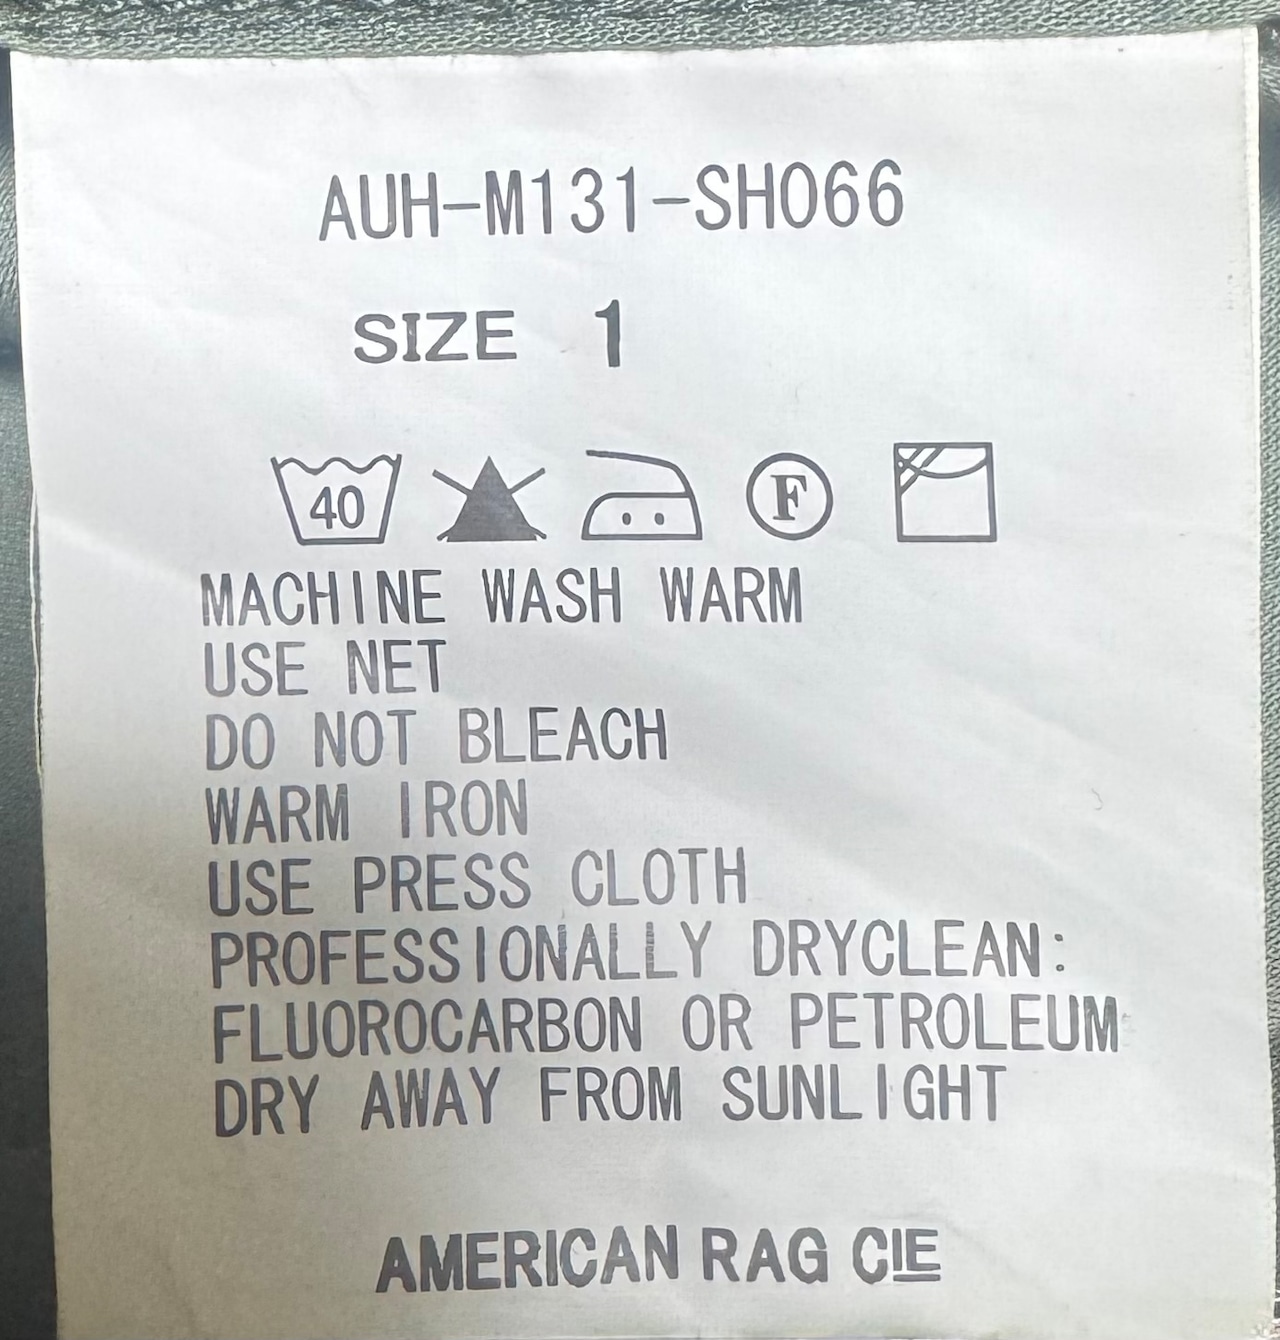 AUH-M131-SH066
SIZE 1
40 F
MACHINE WASH WARM
USE NET
DO NOT BLEACH
WARM IRON
USE PRESS CLOTH
PROFESSIONALLY DRYCLEAN:
FLUOROCARBON OR PETROLEUM
DRY AWAY FROM SUNLIGHT
AMERICAN RAG CIE